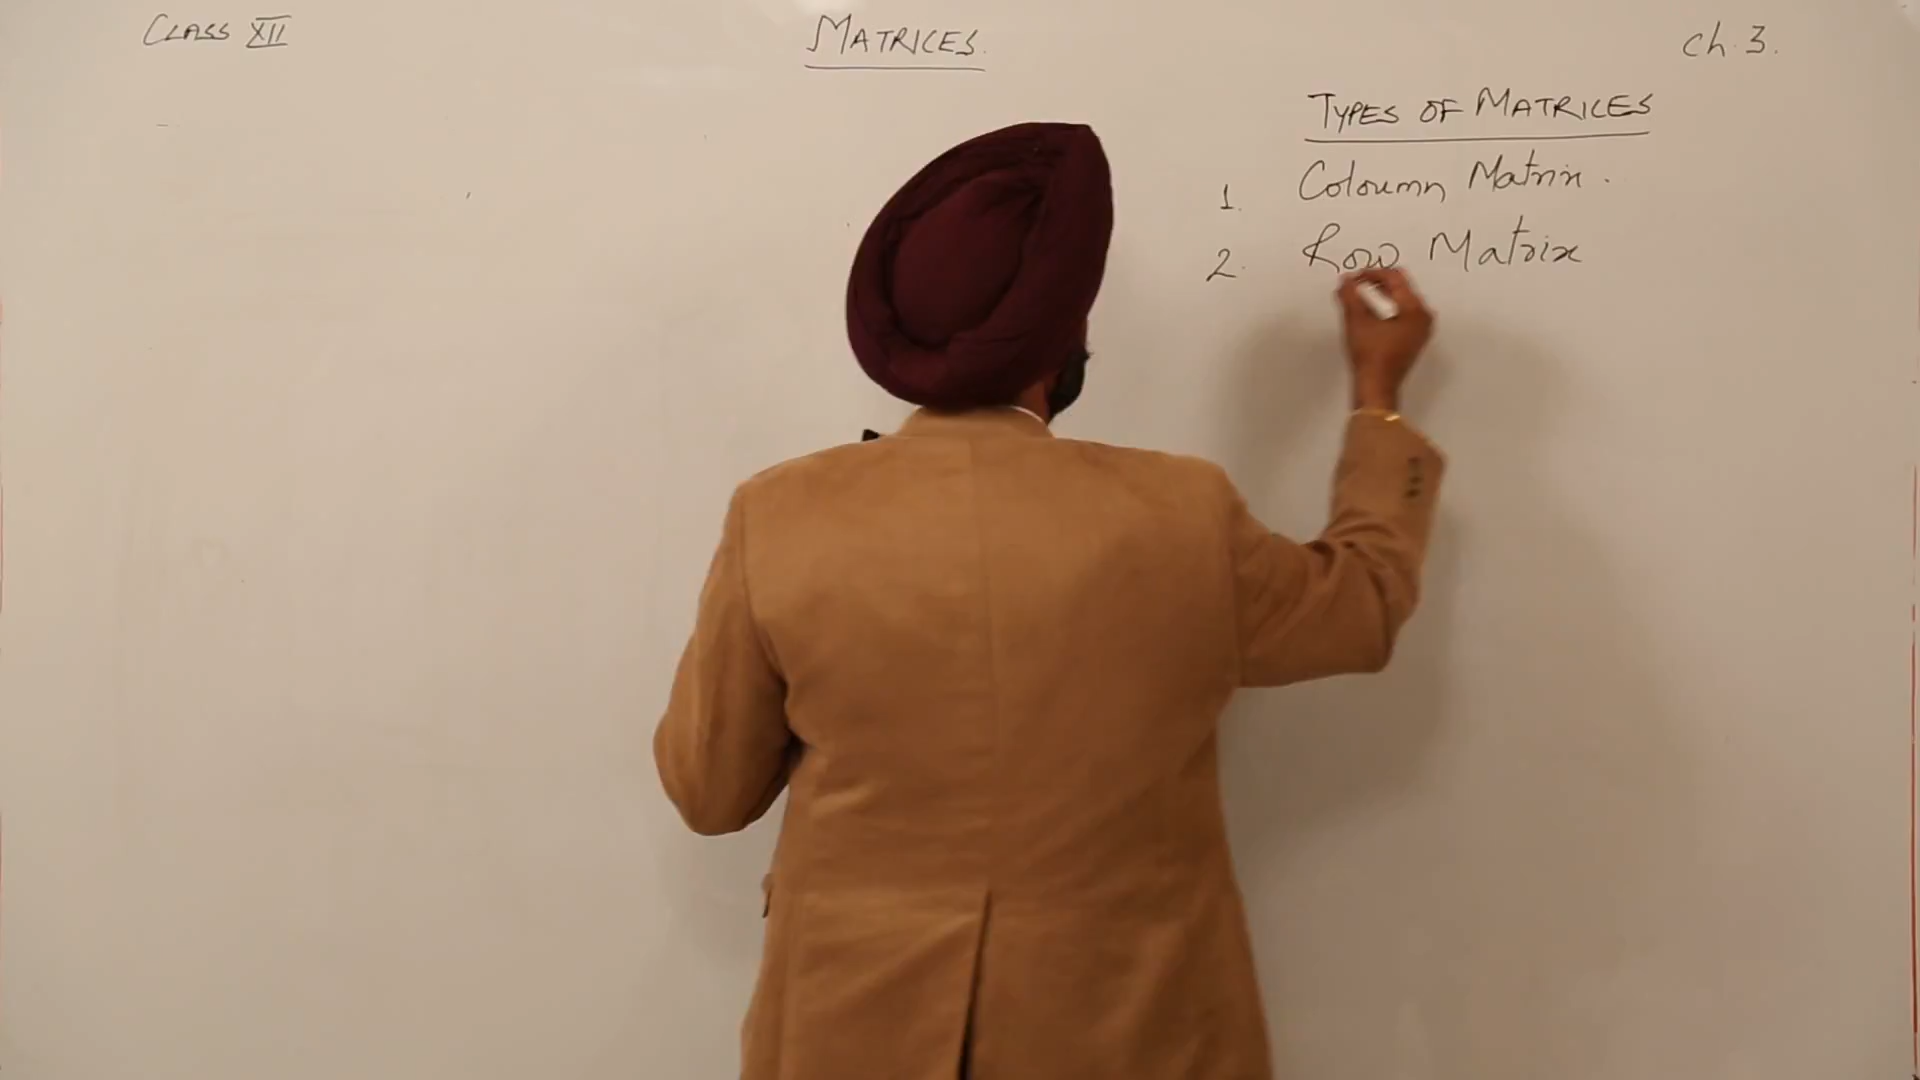 CLASS XII
MATRICES.
Ch. 3.
TYPES OF MATRICES
1. Coloumn Matrix.
2. Row Matrix